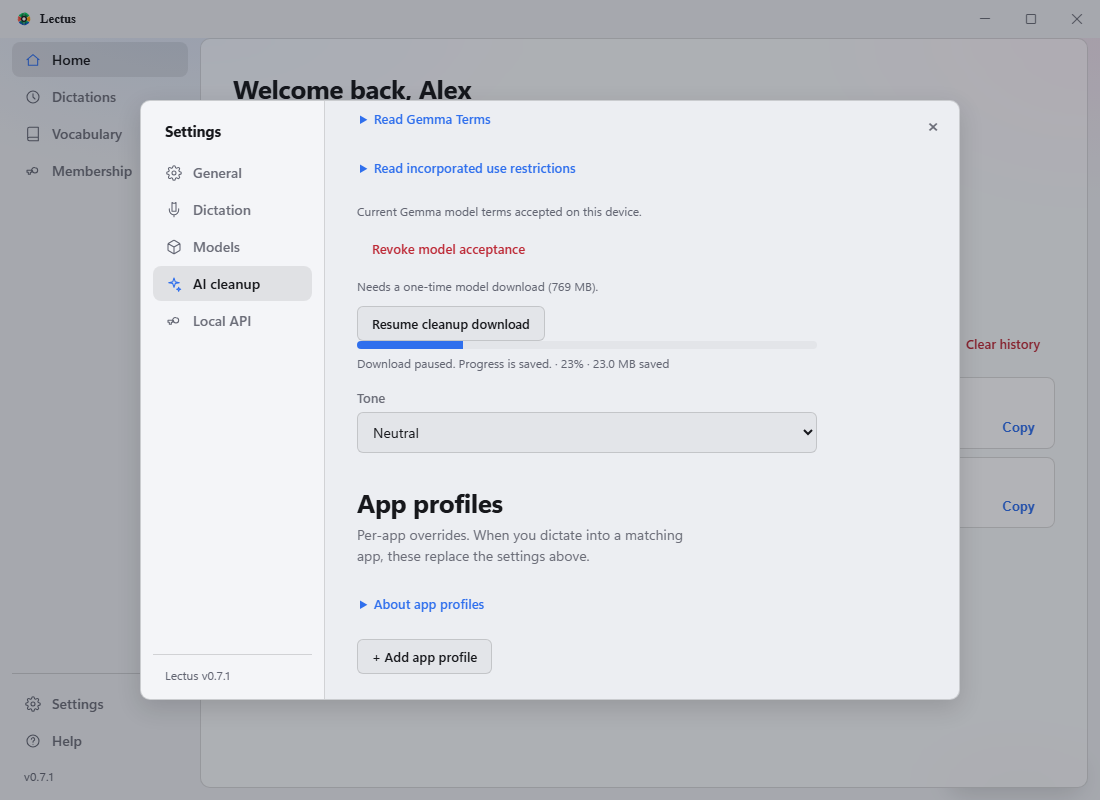 Lectus
Home
Dictations
Vocabulary
Membership
Settings
Help
v0.7.1
Welcome back, Alex
Clear history
Copy
Copy
Settings
General
Dictation
Models
AI cleanup
Local API
Lectus v0.7.1
Read Gemma Terms
Read incorporated use restrictions
Current Gemma model terms accepted on this device.
Revoke model acceptance
Needs a one-time model download (769 MB).
Resume cleanup download
Download paused. Progress is saved. · 23% · 23.0 MB saved
Tone
Neutral
App profiles
Per-app overrides. When you dictate into a matching
app, these replace the settings above.
About app profiles
+ Add app profile